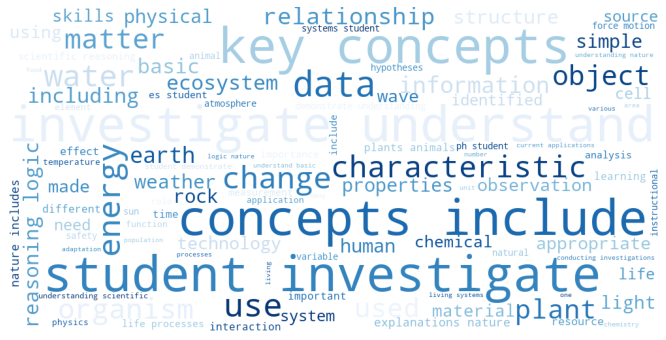 skills physical
relationship
structure
source
force motion
systems student
using
matter
key concepts
simple
understanding nature
scientific reasoning
animal
basic
hypotheses
water
ecosystem
data
information
object
including
es student
wave
identified
cell
atmosphere
demonstrate understanding
various
area
food
element
investigate understand
include
plants animals
ph student
current applications
effect
earth
logic nature
importance
characteristic
number
analysis
temperature
student demonstrate
understand basic
weather
change
properties
observation
learning
unit
instructional
reasoning logic
energy
made
rock
application
nature includes
different
sun
time
concepts include
need
function
safety
technology
human
chemical
appropriate
adaptation
population
variable
natural
conducting investigations
processes
student investigate
living
life
understanding scientific
important
living systems
one
organism
use
system
used
material
plant
light
physics
life processes
interaction
explanations nature
resource
chemistry